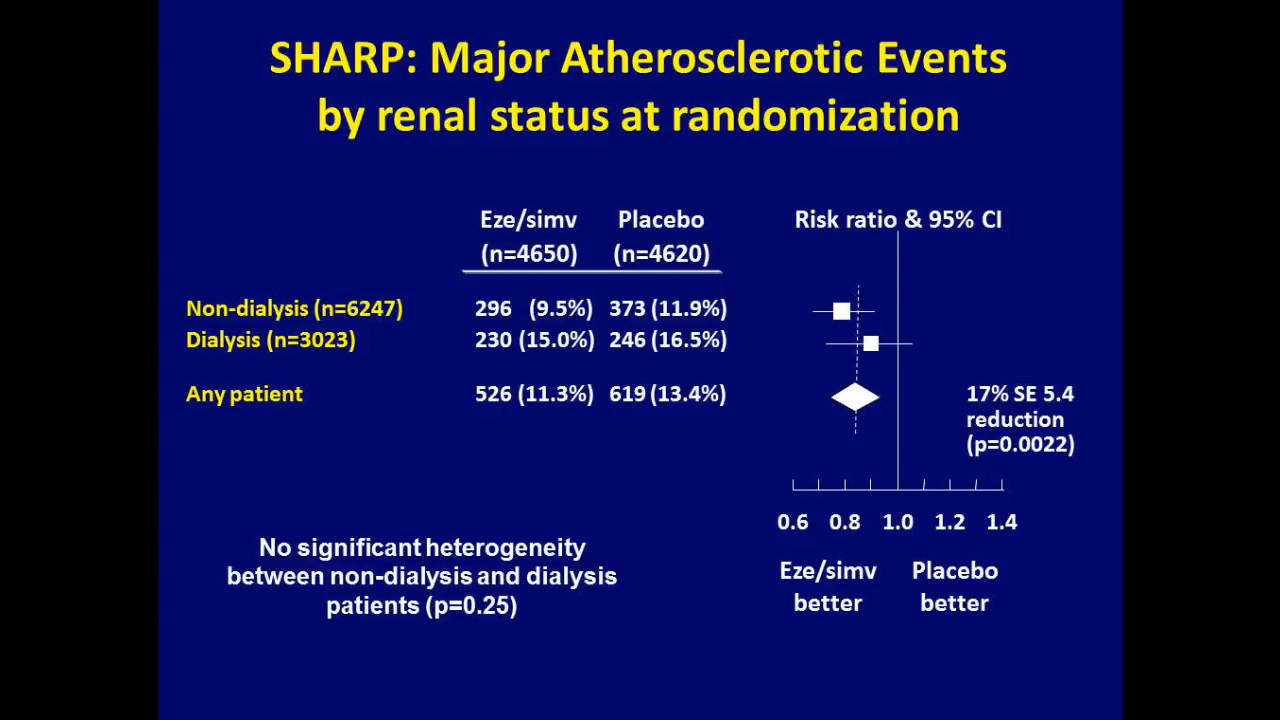 SHARP: Major Atherosclerotic Events
by renal status at randomization
Eze/simv Placebo Risk ratio & 95% CI
(n=4650) (n=4620)
Non-dialysis (n=6247) 296 (9.5%) 373 (11.9%)
Dialysis (n=3023) 230 (15.0%) 246 (16.5%)
Any patient 526 (11.3%) 619 (13.4%) 17% SE 5.4
reduction
(p=0.0022)
0.6 0.8 1.0 1.2 1.4
No significant heterogeneity
between non-dialysis and dialysis
patients (p=0.25)
Eze/simv Placebo
better better